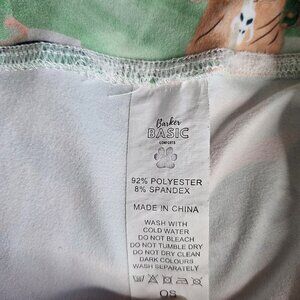 Barker
BASIC
COMFORTS
92% POLYESTER
8% SPANDEX
MADE IN CHINA
WASH WITH
COLD WATER
DO NOT BLEACH
DO NOT TUMBLE DRY
DO NOT DRY CLEAN
DARK COLOURS
WASH SEPARATELY
OS